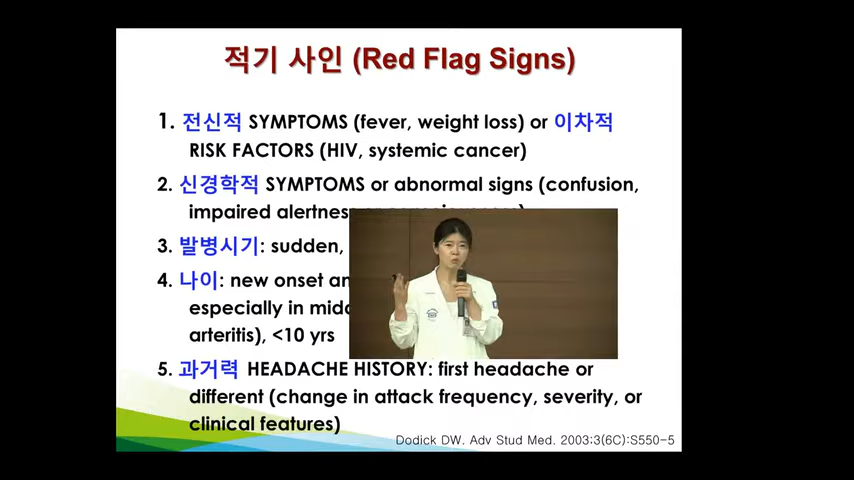 적기 사인 (Red Flag Signs)
1. 전신적 SYMPTOMS (fever, weight loss) or 이차적
RISK FACTORS (HIV, systemic cancer)
2. 신경학적 SYMPTOMS or abnormal signs (confusion,
impaired alertness
3. 발병시기: sudden,
4. 나이: new onset an
especially in mid
arteritis), <10 yrs
5. 과거력 HEADACHE HISTORY: first headache or
different (change in attack frequency, severity, or
clinical features)
Dodick DW. Adv Stud Med. 2003;3(6C):S550-5